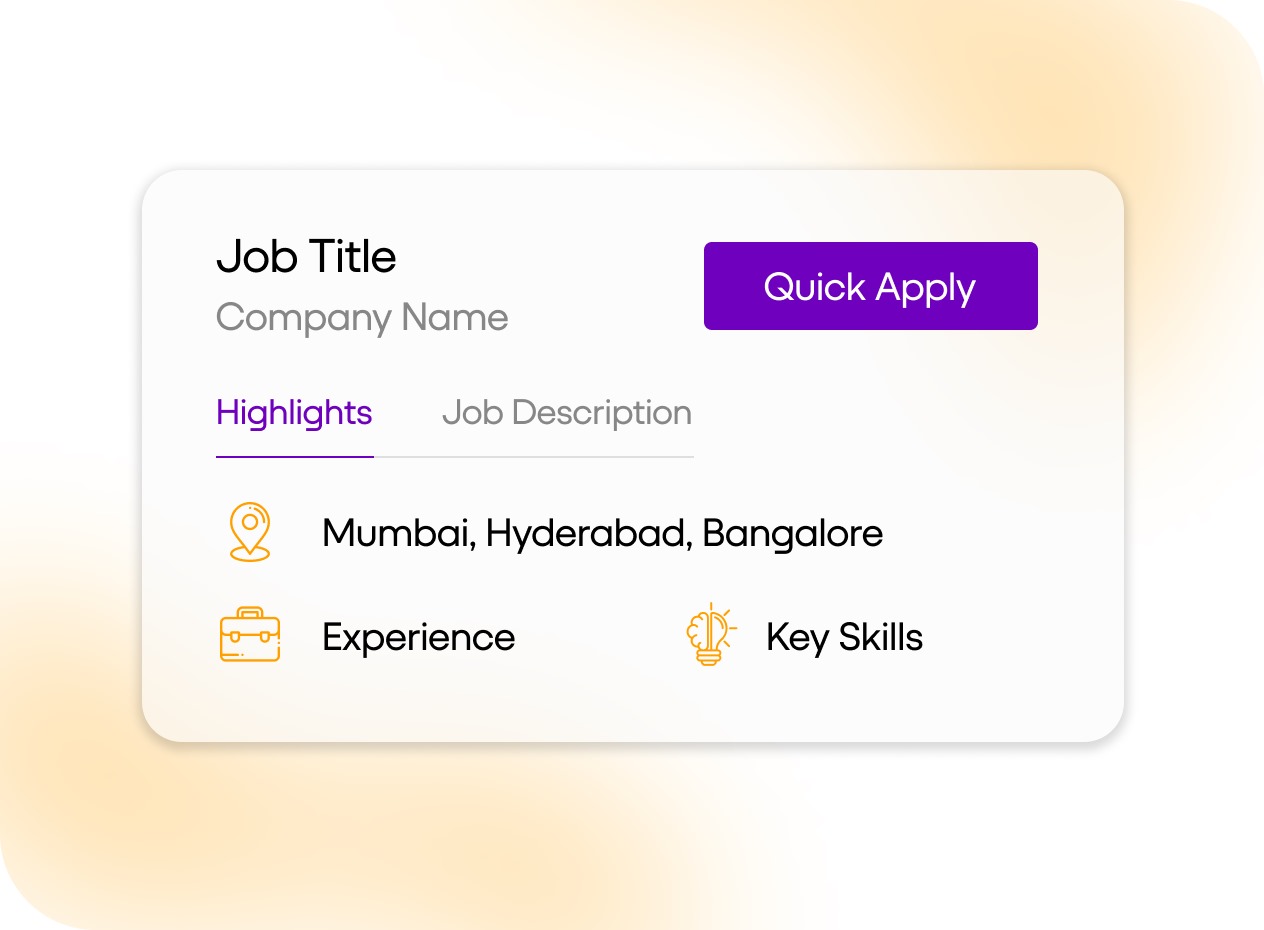 Job Title
Quick Apply
Company Name
Highlights
Job Description
Mumbai, Hyderabad, Bangalore
Experience
Key Skills